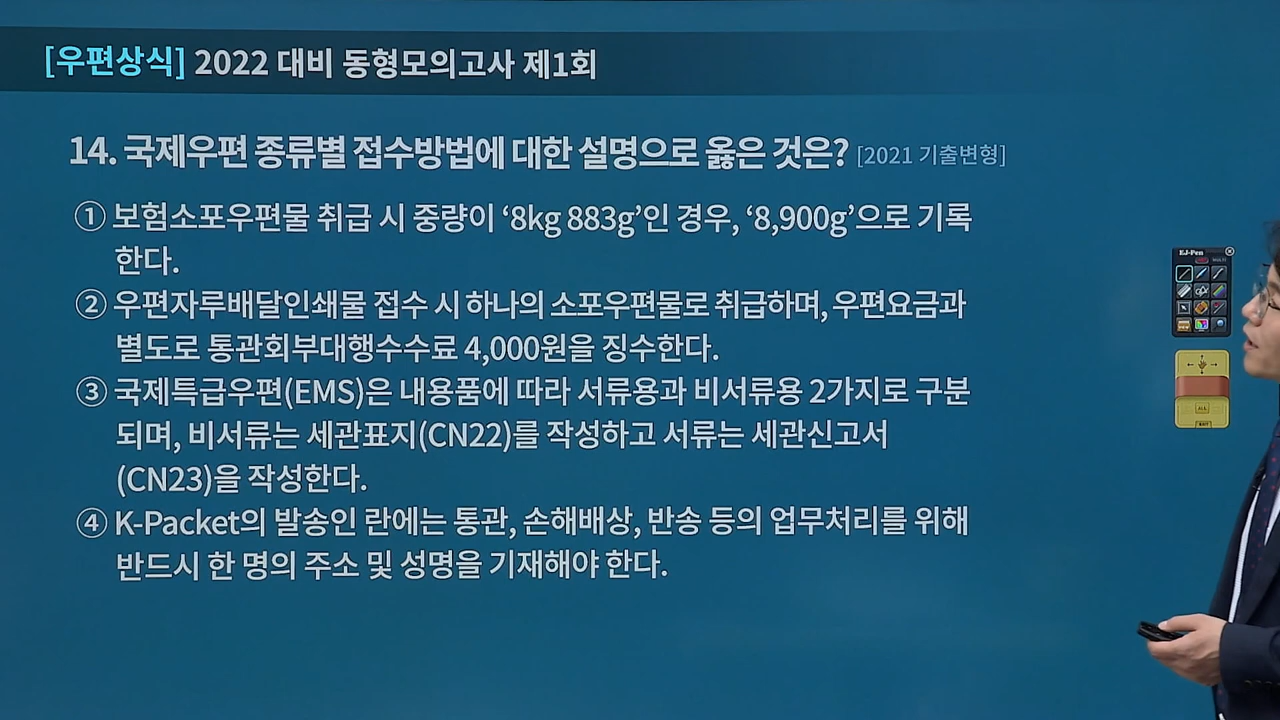 [우편상식] 2022 대비 동형모의고사 제1회
14. 국제우편 종류별 접수방법에 대한 설명으로 옳은 것은? [2021 기출변형]
① 보험소포우편물 취급 시 중량이 ‘8kg 883g’인 경우, ‘8,900g’으로 기록
한다.
② 우편자루배달인쇄물 접수 시 하나의 소포우편물로 취급하며, 우편요금과
별도로 통관회부대행수수료 4,000원을 징수한다.
③ 국제특급우편(EMS)은 내용품에 따라 서류용과 비서류용 2가지로 구분
되며, 비서류는 세관표지(CN22)를 작성하고 서류는 세관신고서
(CN23)을 작성한다.
④ K-Packet의 발송인 란에는 통관, 손해배상, 반송 등의 업무처리를 위해
반드시 한 명의 주소 및 성명을 기재해야 한다.
EJ-Pen
ALL